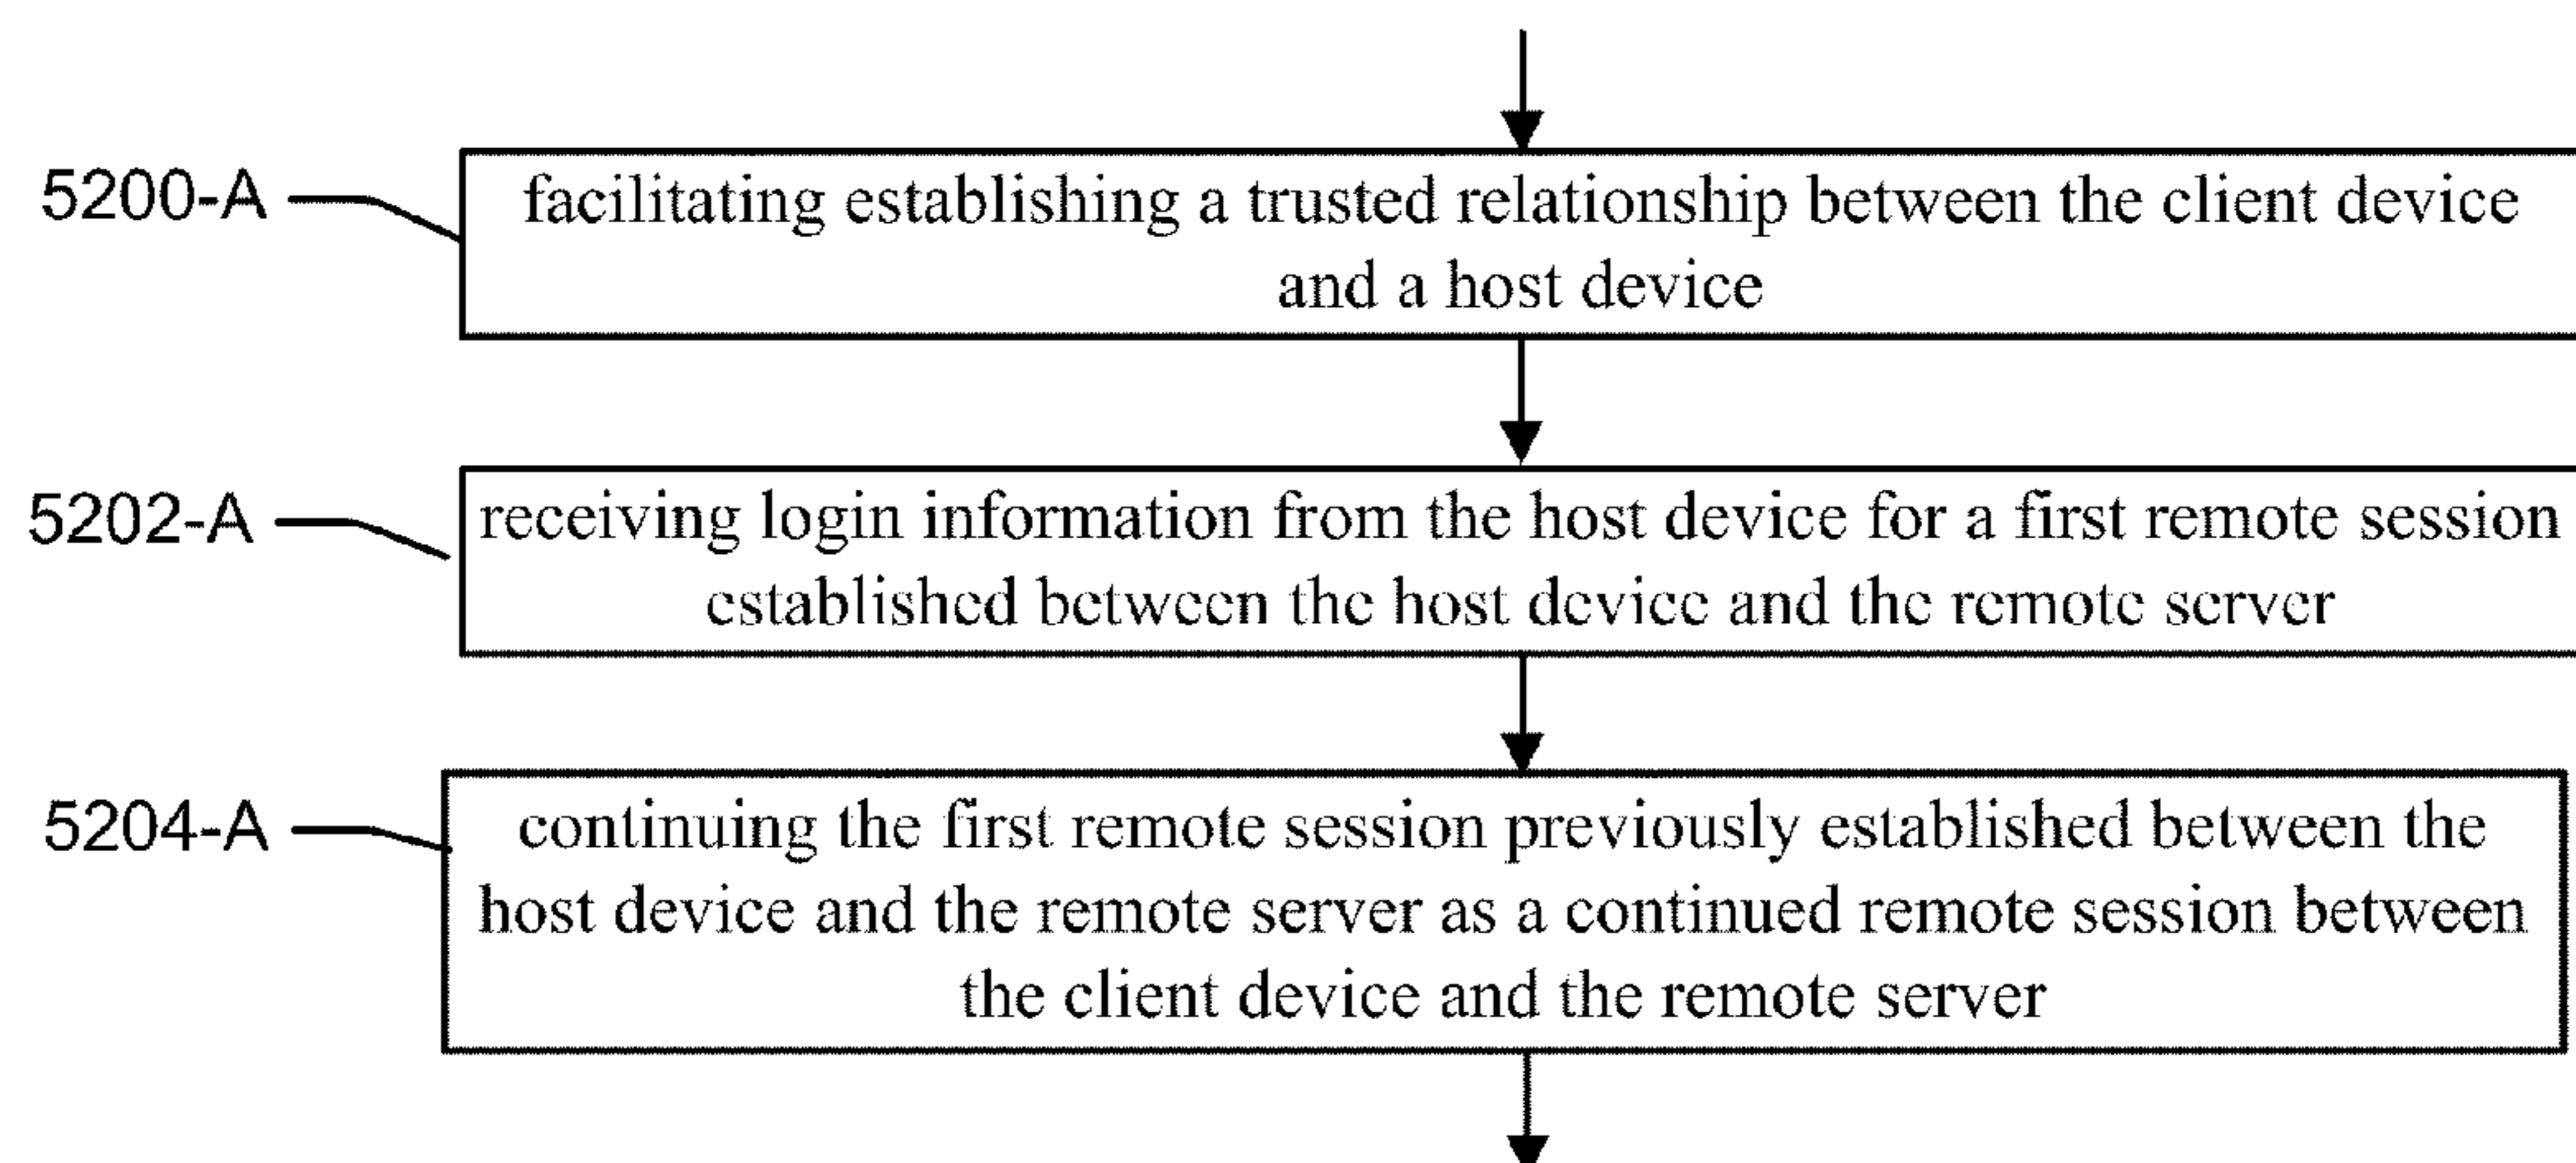 5200-A
facilitating establishing a trusted relationship between the client device
and a host device
5202-A
receiving login information from the host device for a first remote session
established between the host device and the remote server
5204-A
continuing the first remote session previously established between the
host device and the remote server as a continued remote session between
the client device and the remote server